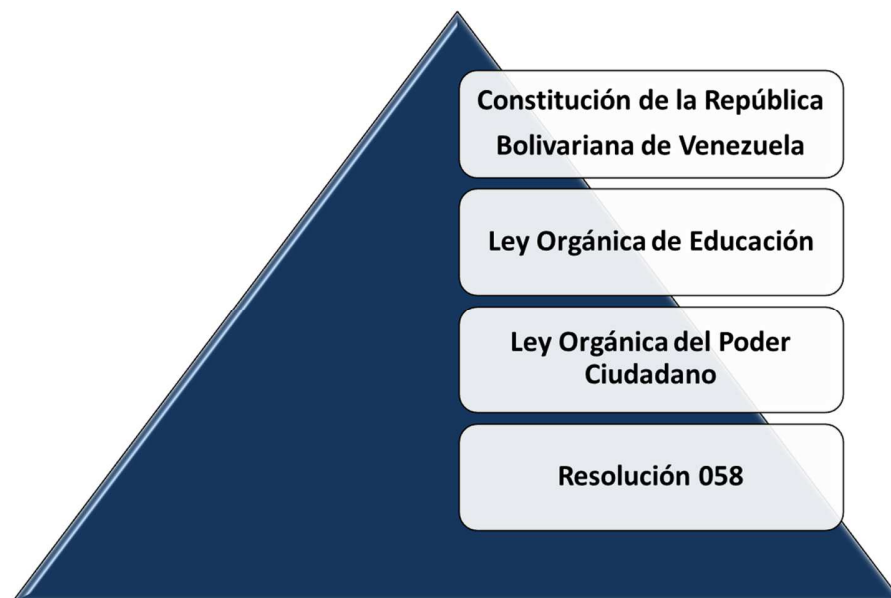 Constitución de la República
Bolivariana de Venezuela
Ley Orgánica de Educación
Ley Orgánica del Poder
Ciudadano
Resolución 058